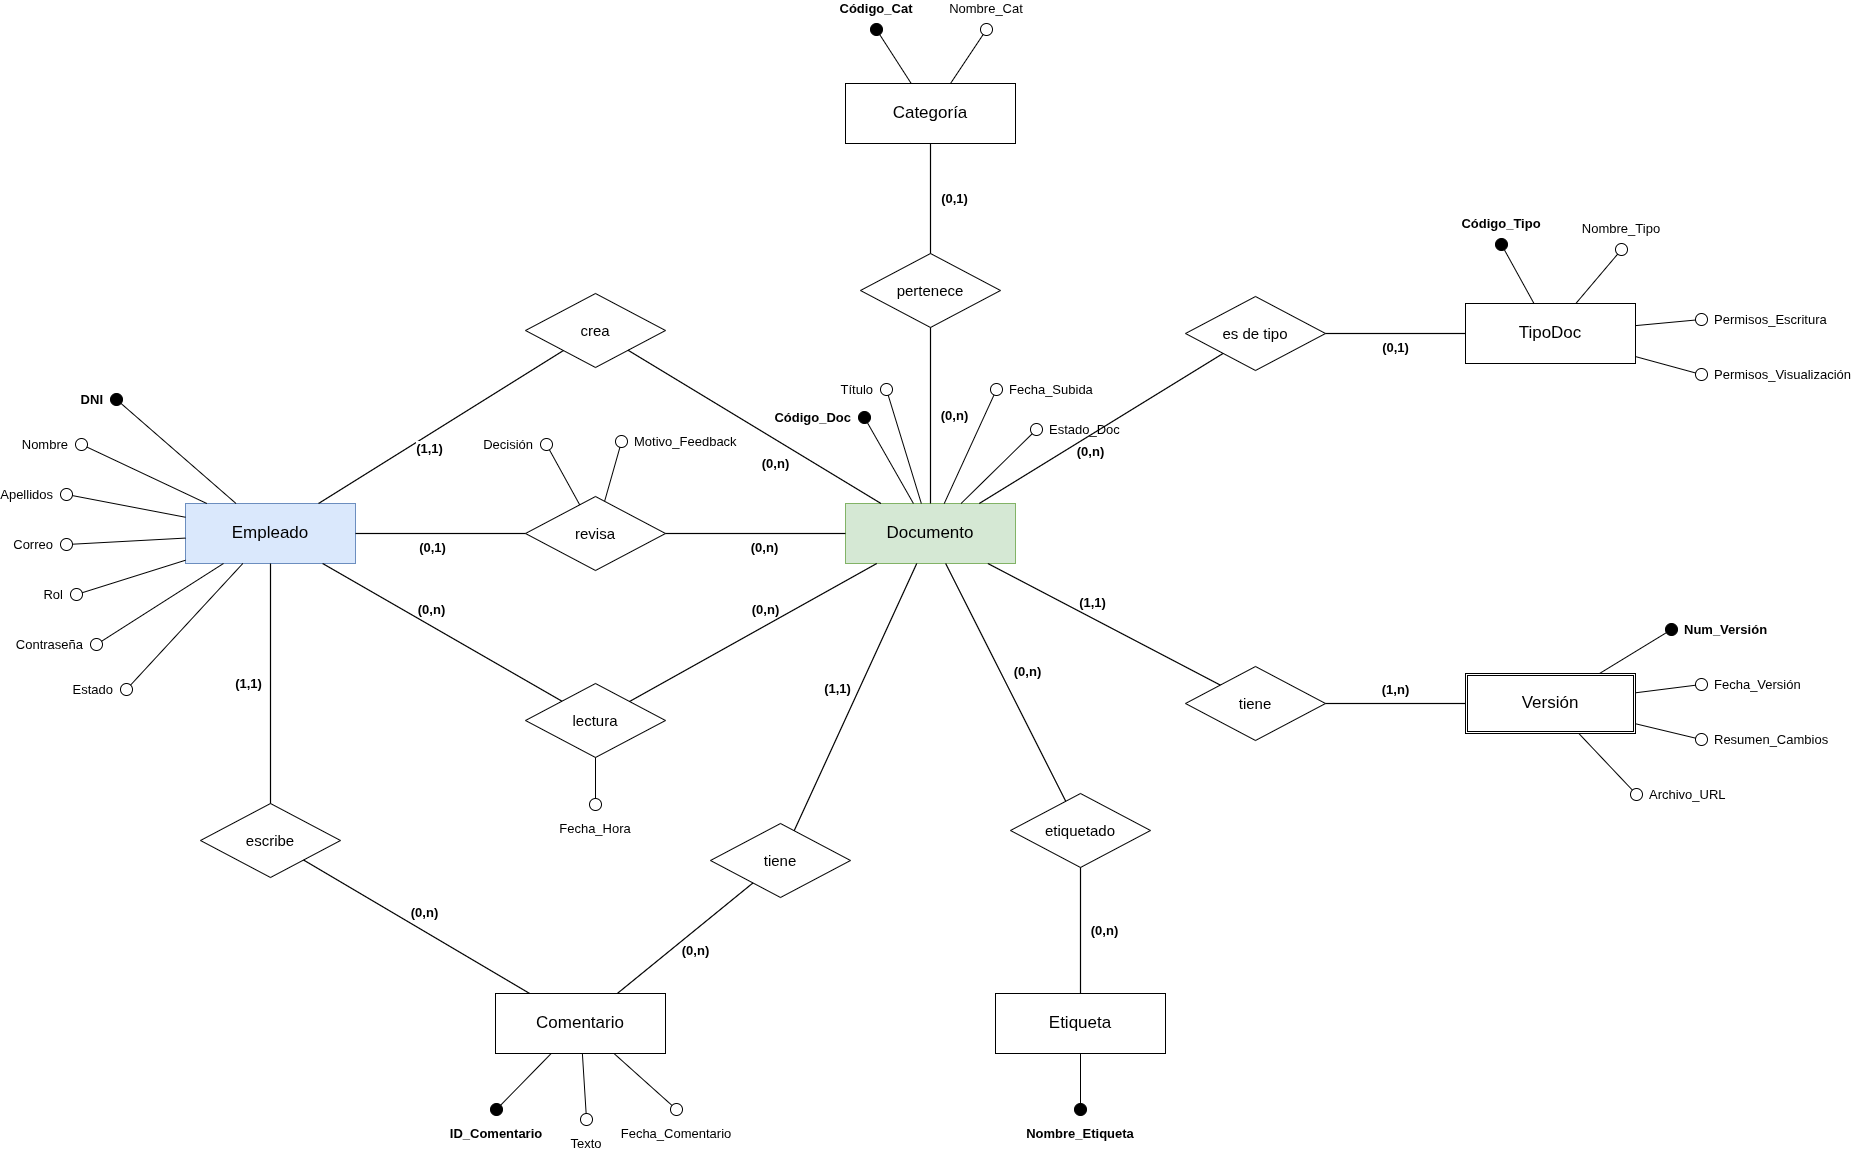 Código_Cat
Nombre_Cat
Categoría
(0,1)
pertenece
(0,n)
Código_Tipo
Nombre_Tipo
Permisos_Escritura
Permisos_Visualización
TipoDoc
(0,1)
es de tipo
(0,n)
crea
(1,1)
(0,n)
Título
Fecha_Subida
Código_Doc
Estado_Doc
Documento
DNI
Nombre
Apellidos
Correo
Rol
Contraseña
Estado
Empleado
Decisión
Motivo_Feedback
revisa
(0,1)
(0,n)
(0,n)
(0,n)
lectura
Fecha_Hora
(1,1)
escribe
(0,n)
(1,1)
tiene
(0,n)
(0,n)
etiquetado
(0,n)
(1,1)
tiene
(1,n)
Versión
Num_Versión
Fecha_Versión
Resumen_Cambios
Archivo_URL
Comentario
ID_Comentario
Texto
Fecha_Comentario
Etiqueta
Nombre_Etiqueta